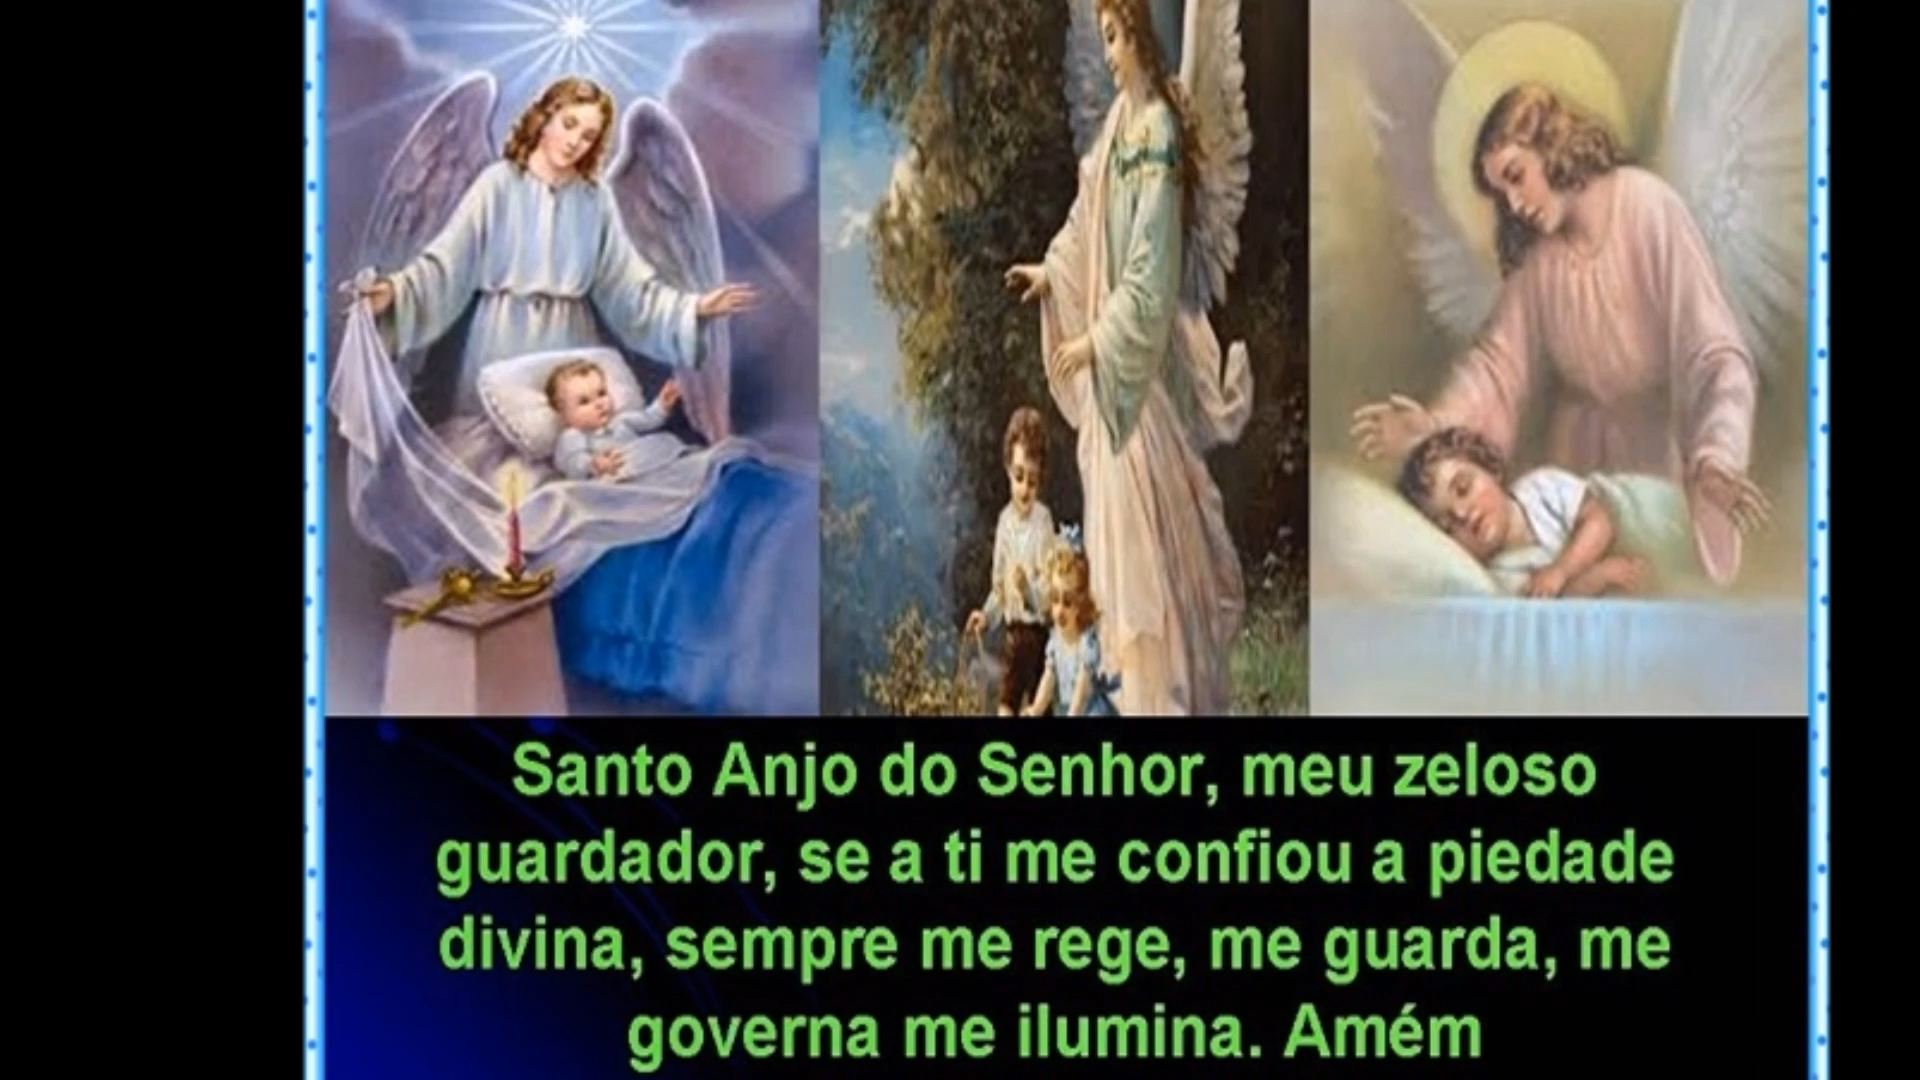 Santo Anjo do Senhor, meu zeloso
guardador, se a ti me confiou a piedade
divina, sempre me rege, me guarda, me
governa me ilumina. Amém